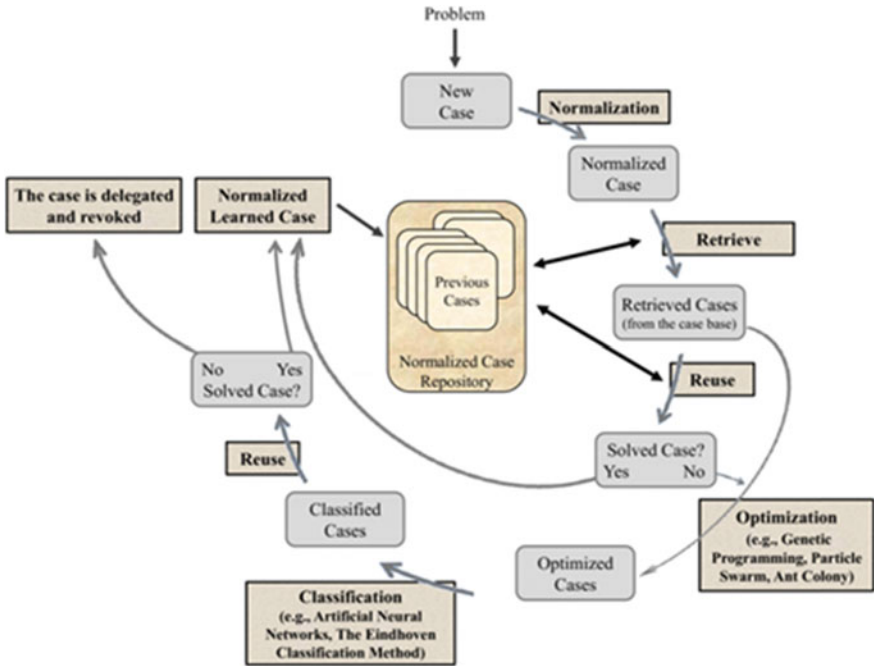 Problem
New
Case
Normalization
Normalized
Case
The case is delegated
and revoked
Normalized
Learned Case
Retrieve
Previous
Cases
Retrieved Cases
(from the case base)
Normalized Case
Repository
No Yes
Solved Case?
Reuse
Reuse
Solved Case?
Yes No
Classified
Cases
Optimization
(e.g., Genetic
Programming, Particle
Swarm, Ant Colony)
Optimized
Cases
Classification
(e.g., Artificial Neural
Networks, The Eindhoven
Classification Method)